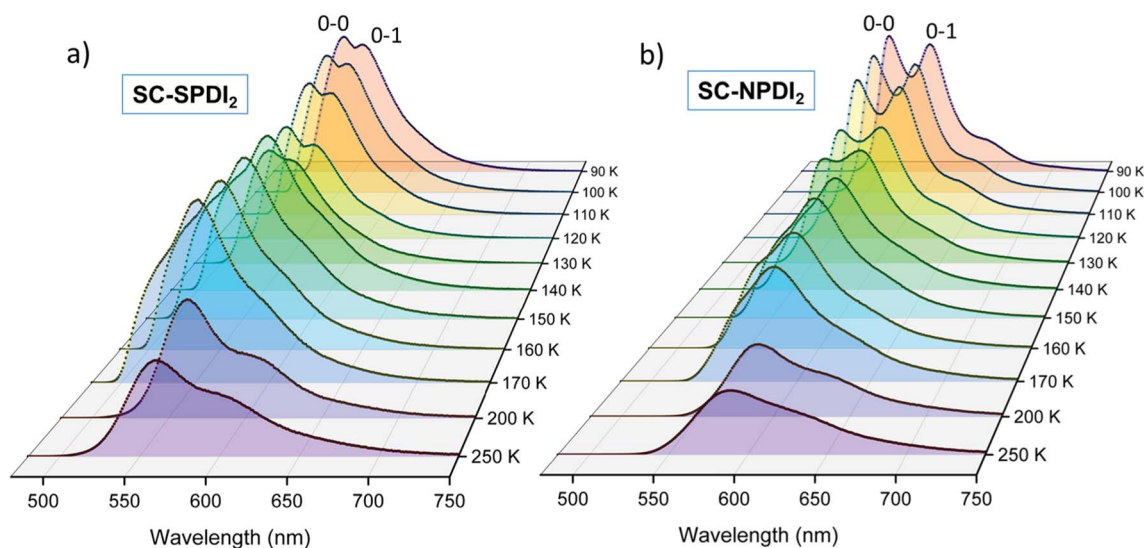 a)
SC-SPDI₂
0-0
0-1
90 K
100 K
110 K
120 K
130 K
140 K
150 K
160 K
170 K
200 K
250 K
500 550 600 650 700 750
Wavelength (nm)
b)
SC-NPDI₂
0-0
0-1
90 K
100 K
110 K
120 K
130 K
140 K
150 K
160 K
170 K
200 K
250 K
500 550 600 650 700 750
Wavelength (nm)